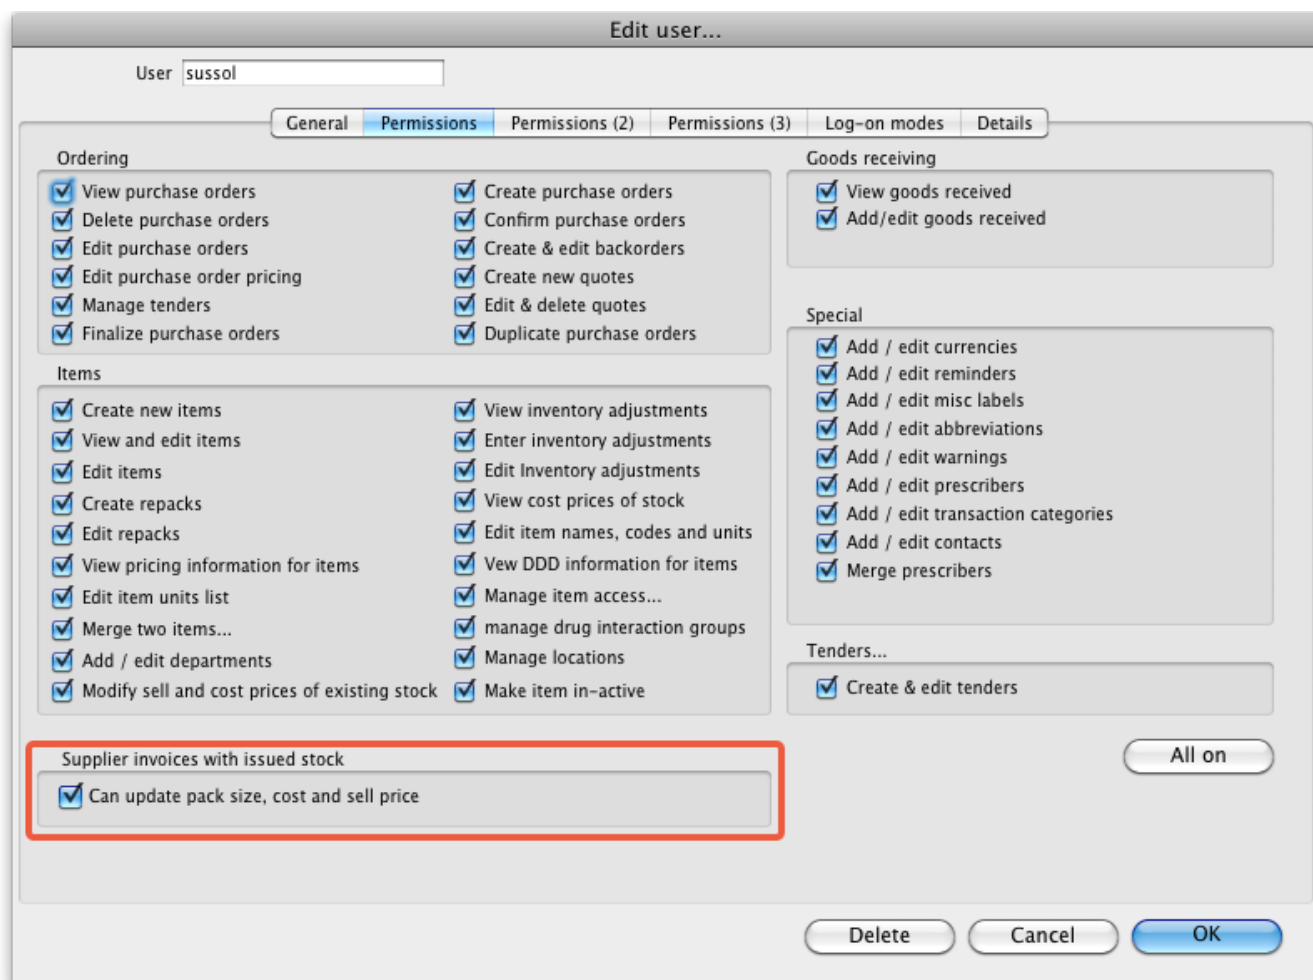 Edit user...
User sussol
General Permissions Permissions (2) Permissions (3) Log-on modes Details
Ordering
View purchase orders
Delete purchase orders
Edit purchase orders
Edit purchase order pricing
Manage tenders
Finalize purchase orders
Create purchase orders
Confirm purchase orders
Create & edit backorders
Create new quotes
Edit & delete quotes
Duplicate purchase orders
Items
Create new items
View and edit items
Edit items
Create repacks
Edit repacks
View pricing information for items
Edit item units list
Merge two items...
Add / edit departments
Modify sell and cost prices of existing stock
View inventory adjustments
Enter inventory adjustments
Edit Inventory adjustments
View cost prices of stock
Edit item names, codes and units
Vew DDD information for items
Manage item access...
manage drug interaction groups
Manage locations
Make item in-active
Supplier invoices with issued stock
Can update pack size, cost and sell price
Goods receiving
View goods received
Add/edit goods received
Special
Add / edit currencies
Add / edit reminders
Add / edit misc labels
Add / edit abbreviations
Add / edit warnings
Add / edit prescribers
Add / edit transaction categories
Add / edit contacts
Merge prescribers
Tenders...
Create & edit tenders
All on
Delete Cancel OK